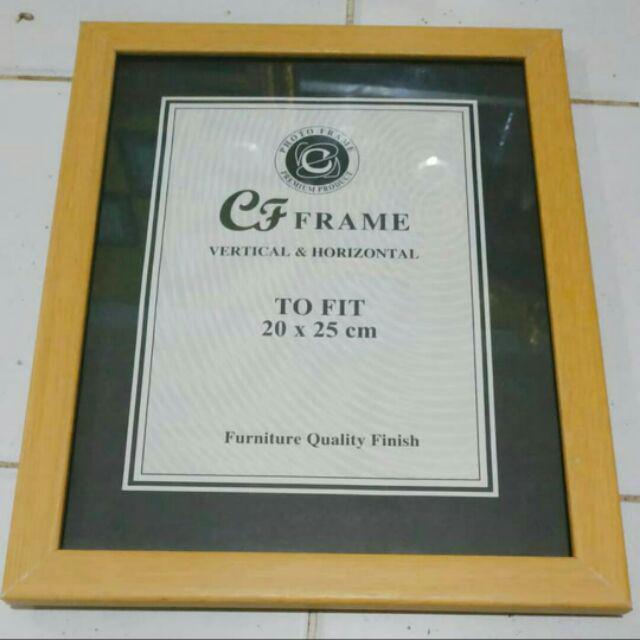 PHOTO FRAME
PREMIUM PRODUCT
CF FRAME
VERTICAL & HORIZONTAL
TO FIT
20 x 25 cm
Furniture Quality Finish